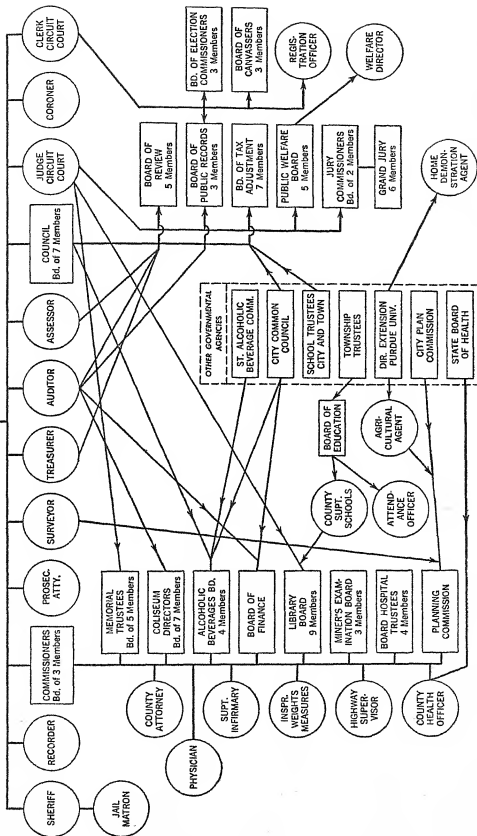 SHERIFF
RECORDER
COMMISSIONERS
Bd. of 3 Members
PROSEC.
ATTY.
SURVEYOR
TREASURER
AUDITOR
ASSESSOR
COUNCIL
Bd. of 7 Members
JUDGE
CIRCUIT
COURT
CORONER
CLERK
CIRCUIT
COURT
JAIL
MATRON
COUNTY
ATTORNEY
PHYSICIAN
SUPT.
INFIRMARY
INSPR.
WEIGHTS
MEASURES
HIGHWAY
SUPER-
VISOR
COUNTY
HEALTH
OFFICER
MEMORIAL
TRUSTEES
Bd. of 5 Members
COLISEUM
DIRECTORS
Bd. of 7 Members
ALCOHOLIC
BEVERAGES BD.
4 Members
BOARD OF
FINANCE
LIBRARY
BOARD
9 Members
MINER'S EXAM-
INATION BOARD
3 Members
BOARD HOSPITAL
TRUSTEES
4 Members
PLANNING
COMMISSION
COUNTY
SUPT.
SCHOOLS
ATTEND-
ANCE
OFFICER
BOARD OF
EDUCATION
AGRI-
CULTURAL
AGENT
OTHER GOVERNMENTAL
AGENCIES
ST. ALCOHOLIC
BEVERAGE COMM.
CITY COMMON
COUNCIL
SCHOOL TRUSTEES
CITY AND TOWN
TOWNSHIP
TRUSTEES
DIR. EXTENSION
PURDUE UNIV.
CITY PLAN
COMMISSION
STATE BOARD
OF HEALTH
BOARD OF
REVIEW
5 Members
BOARD OF
PUBLIC RECORDS
3 Members
BD. OF TAX
ADJUSTMENT
7 Members
PUBLIC WELFARE
BOARD
5 Members
JURY
COMMISSIONERS
Bd. of 2 Members
GRAND JURY
6 Members
HOME
DEMON-
STRATION
AGENT
BD. OF ELECTION
COMMISSIONERS
3 Members
BOARD OF
CANVASSERS
3 Members
REGIS-
TRATION
OFFICER
WELFARE
DIRECTOR